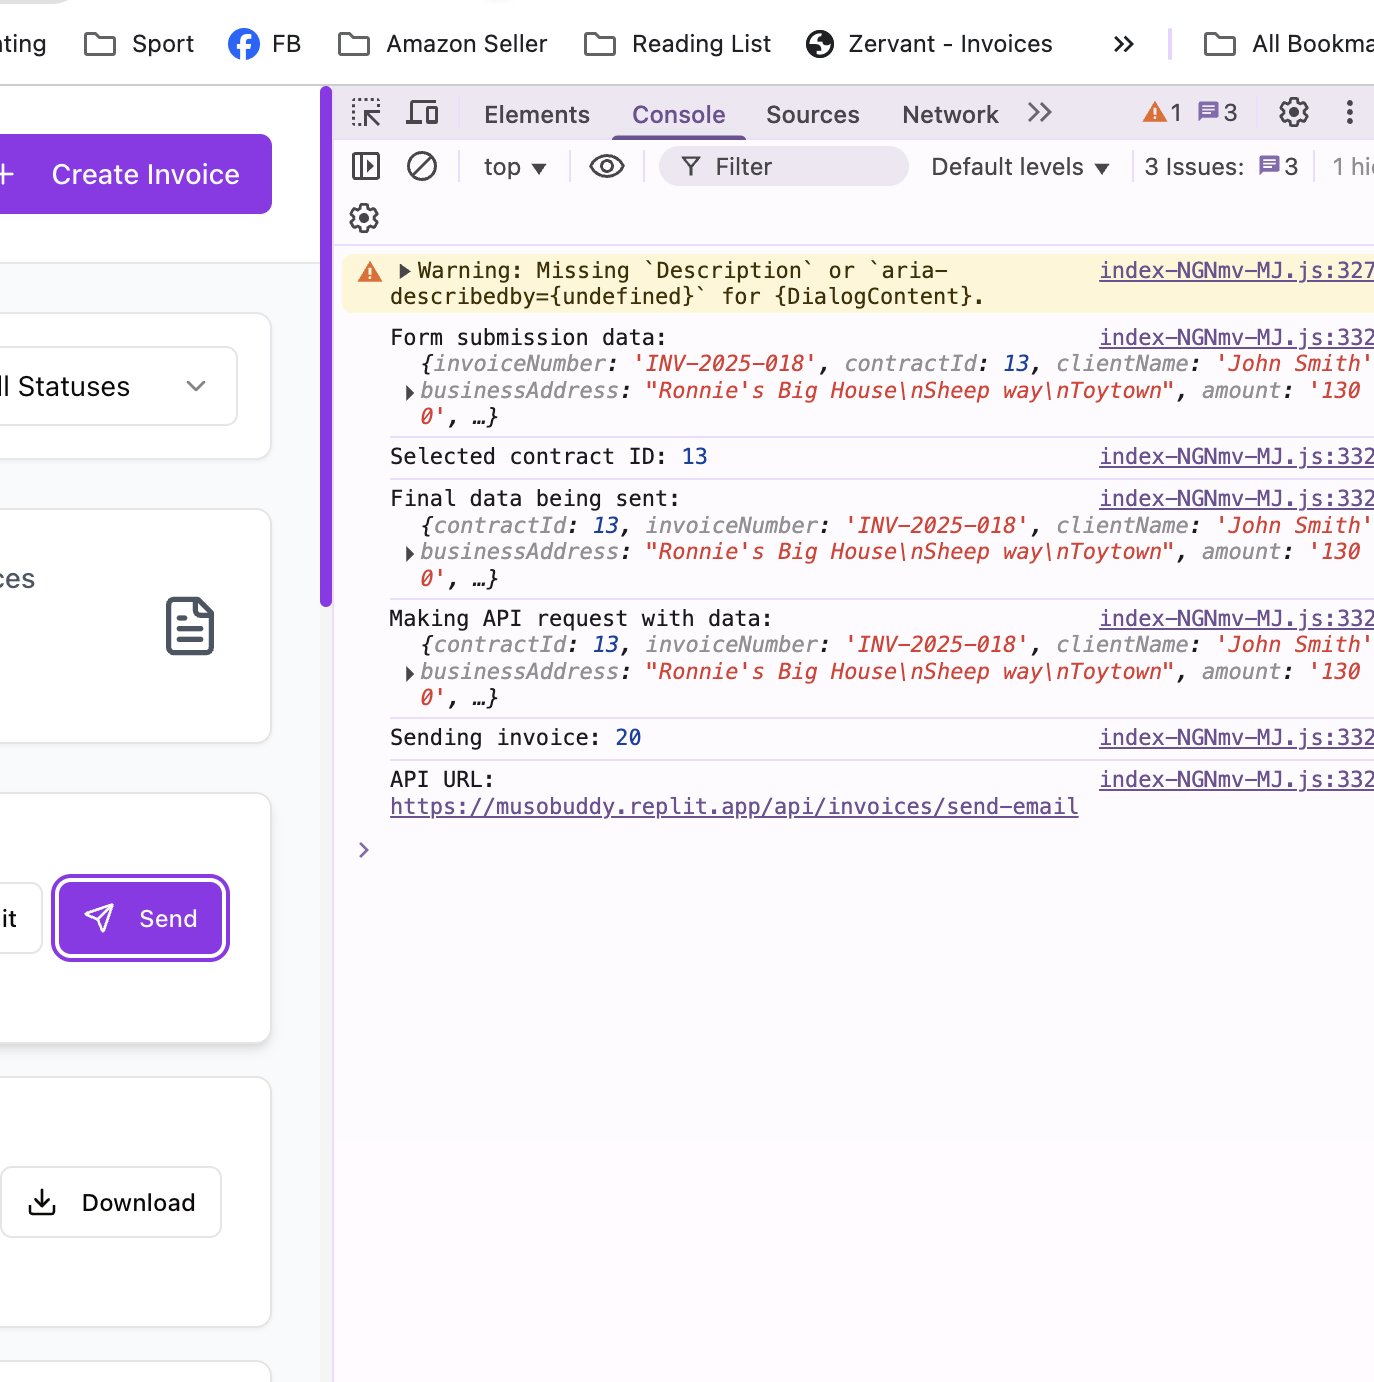 ating Sport FB Amazon Seller Reading List Zervant - Invoices All Bookma
Elements Console Sources Network 1 3
top Filter Default levels 3 Issues: 3 1 hi
Create Invoice
ll Statuses
ces
it Send
Download
Warning: Missing `Description` or `aria- index-NGNmv-MJ.js:327
describedby={undefined}` for {DialogContent}.
Form submission data: index-NGNmv-MJ.js:332
{invoiceNumber: 'INV-2025-018', contractId: 13, clientName: 'John Smith'
businessAddress: "Ronnie's Big House\nSheep way\nToytown", amount: '130
0', …}
Selected contract ID: 13 index-NGNmv-MJ.js:332
Final data being sent: index-NGNmv-MJ.js:332
{contractId: 13, invoiceNumber: 'INV-2025-018', clientName: 'John Smith'
businessAddress: "Ronnie's Big House\nSheep way\nToytown", amount: '130
0', …}
Making API request with data: index-NGNmv-MJ.js:332
{contractId: 13, invoiceNumber: 'INV-2025-018', clientName: 'John Smith'
businessAddress: "Ronnie's Big House\nSheep way\nToytown", amount: '130
0', …}
Sending invoice: 20 index-NGNmv-MJ.js:332
API URL: index-NGNmv-MJ.js:332
https://musobuddy.replit.app/api/invoices/send-email